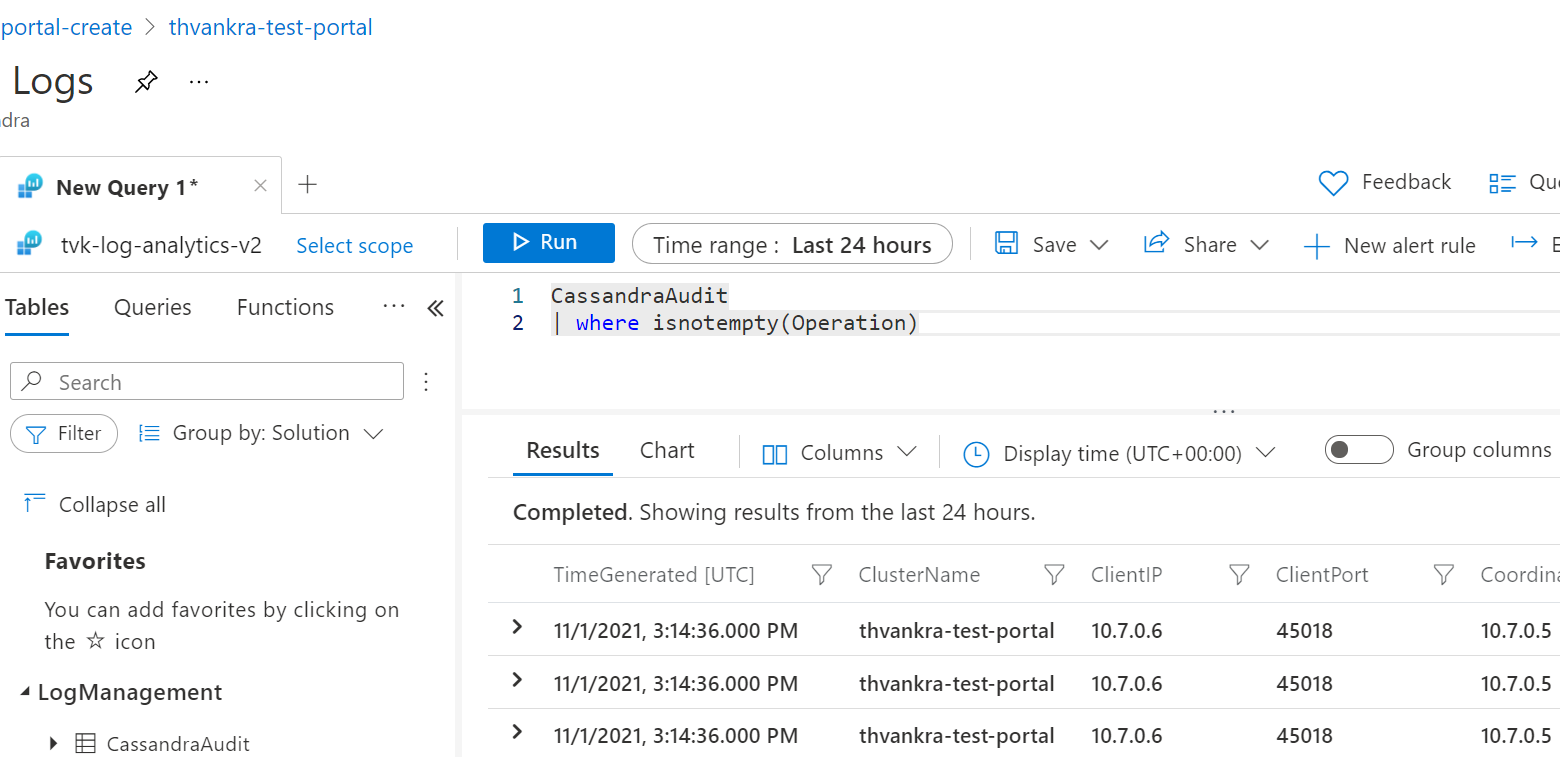 portal-create > thvankra-test-portal
Logs ...
dra
New Query 1*
Feedback
tvk-log-analytics-v2 Select scope Run Time range : Last 24 hours Save Share New alert rule
Tables Queries Functions ...
1 CassandraAudit
2 | where isnotempty(Operation)
Search
Filter Group by: Solution
Collapse all
Favorites
You can add favorites by clicking on
the ☆ icon
LogManagement
CassandraAudit
Results Chart Columns Display time (UTC+00:00) Group columns
Completed. Showing results from the last 24 hours.
TimeGenerated [UTC] ClusterName ClientIP ClientPort Coordina
11/1/2021, 3:14:36.000 PM thvankra-test-portal 10.7.0.6 45018 10.7.0.5
11/1/2021, 3:14:36.000 PM thvankra-test-portal 10.7.0.6 45018 10.7.0.5
11/1/2021, 3:14:36.000 PM thvankra-test-portal 10.7.0.6 45018 10.7.0.5